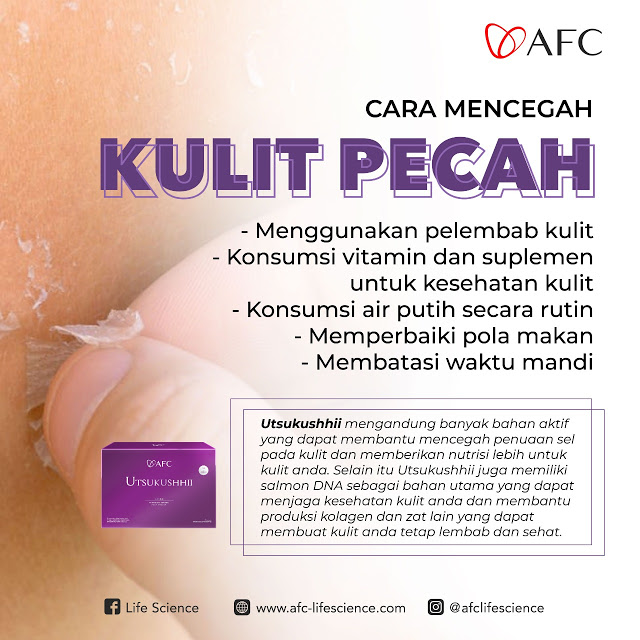 AFC
CARA MENCEGAH
KULIT PECAH
- Menggunakan pelembab kulit
- Konsumsi vitamin dan suplemen
untuk kesehatan kulit
- Konsumsi air putih secara rutin
- Memperbaiki pola makan
- Membatasi waktu mandi
Utsukushhii mengandung banyak bahan aktif
yang dapat membantu mencegah penuaan sel
pada kulit dan memberikan nutrisi lebih untuk
kulit anda. Selain itu Utsukushhii juga memiliki
salmon DNA sebagai bahan utama yang dapat
menjaga kesehatan kulit anda dan membantu
produksi kolagen dan zat lain yang dapat
membuat kulit anda tetap lembab dan sehat.
AFC
UTSUKUSHHII
Life Science
www.afc-lifescience.com
@afclifescience